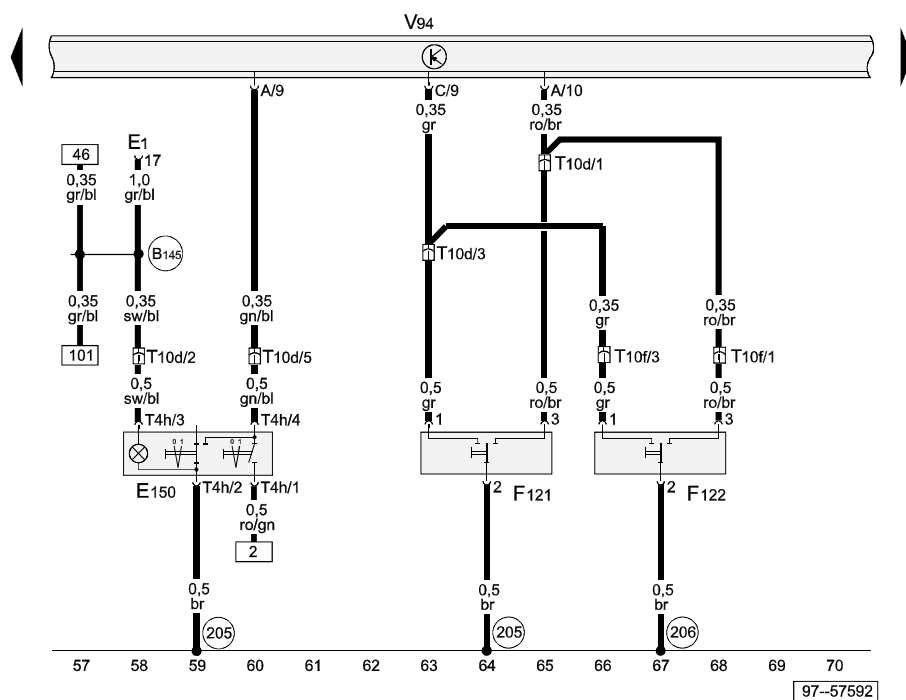 V94
A/9
C/9
A/10
0,35
gr
0,35
ro/br
46
E1
17
0,35
gr/bl
1,0
gr/bl
T10d/1
B145
T10d/3
0,35
gr/bl
0,35
sw/bl
0,35
gn/bl
0,35
gr
0,35
ro/br
101
T10d/2
T10d/5
T10f/3
T10f/1
0,5
sw/bl
0,5
gn/bl
0,5
gr
0,5
ro/br
0,5
gr
0,5
ro/br
T4h/3
T4h/4
1
3
1
3
0 1
0 1
E150
T4h/2
T4h/1
2
F121
2
F122
0,5
ro/gn
2
0,5
br
0,5
br
0,5
br
205
205
206
57 58 59 60 61 62 63 64 65 66 67 68 69 70
97--57592